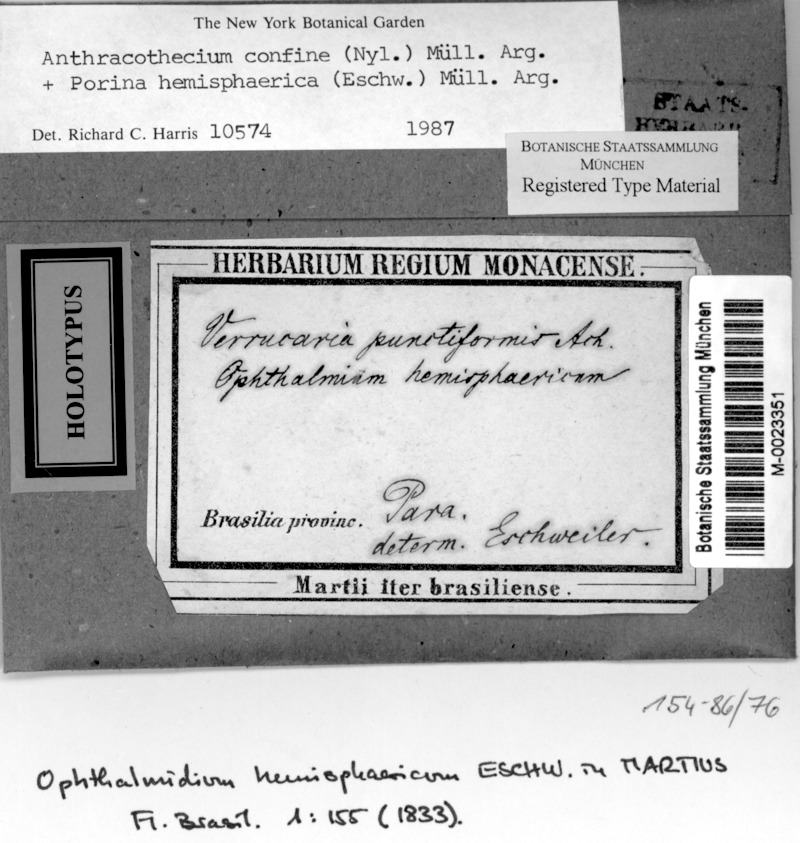 The New York Botanical Garden
Anthracothecium confine (Nyl.) Müll. Arg.
+ Porina hemisphaerica (Eschw.) Müll. Arg.
Det. Richard C. Harris 10574 1987
STAATS.
BOTANISCHE STAATSSAMMLUNG
MÜNCHEN
Registered Type Material
HOLOTYPUS
HERBARIUM REGIUM MONACENSE.
Verrucaria punctiformis Ach.
Ophthalmium hemisphaericum
Brasilia provinc. Para.
determ. Eschweiler.
Martii iter brasiliense.
Botanische Staatssammlung München
M-0023351
154-86/76
Ophthalmidium hemisphaericum ESCHW. in MARTIUS
Fl. Brasil. 1: 155 (1833).